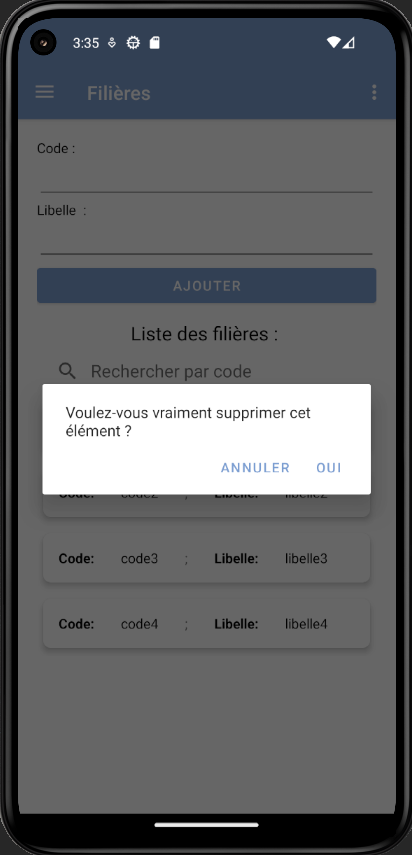 3:35
Filières
Code :
Libelle :
AJOUTER
Liste des filières :
Rechercher par code
Voulez-vous vraiment supprimer cet
élément ?
ANNULER OUI
Code: code2 ; Libelle: libelle2
Code: code3 ; Libelle: libelle3
Code: code4 ; Libelle: libelle4